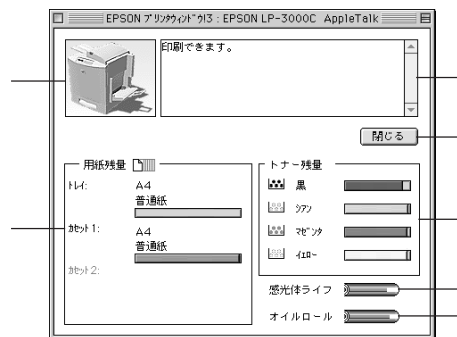 EPSON プリンタウィンドウ!3 : EPSON LP-3000C AppleTalk
印刷できます。
閉じる
用紙残量
トレイ: A4
普通紙
カセット1: A4
普通紙
カセット2:
トナー残量
黒
シアン
マゼンタ
イエロー
感光体ライフ
オイルロール